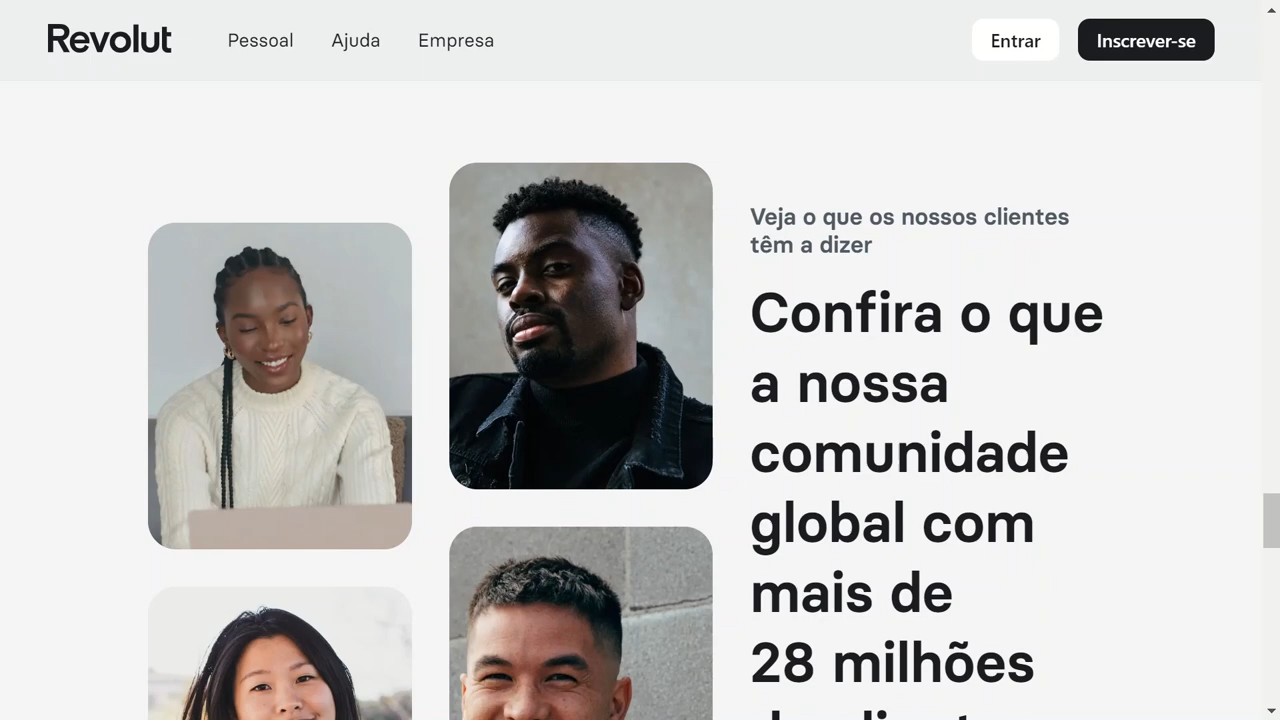 Revolut
Pessoal
Ajuda
Empresa
Entrar
Inscrever-se
Veja o que os nossos clientes
têm a dizer
Confira o que
a nossa
comunidade
global com
mais de
28 milhões